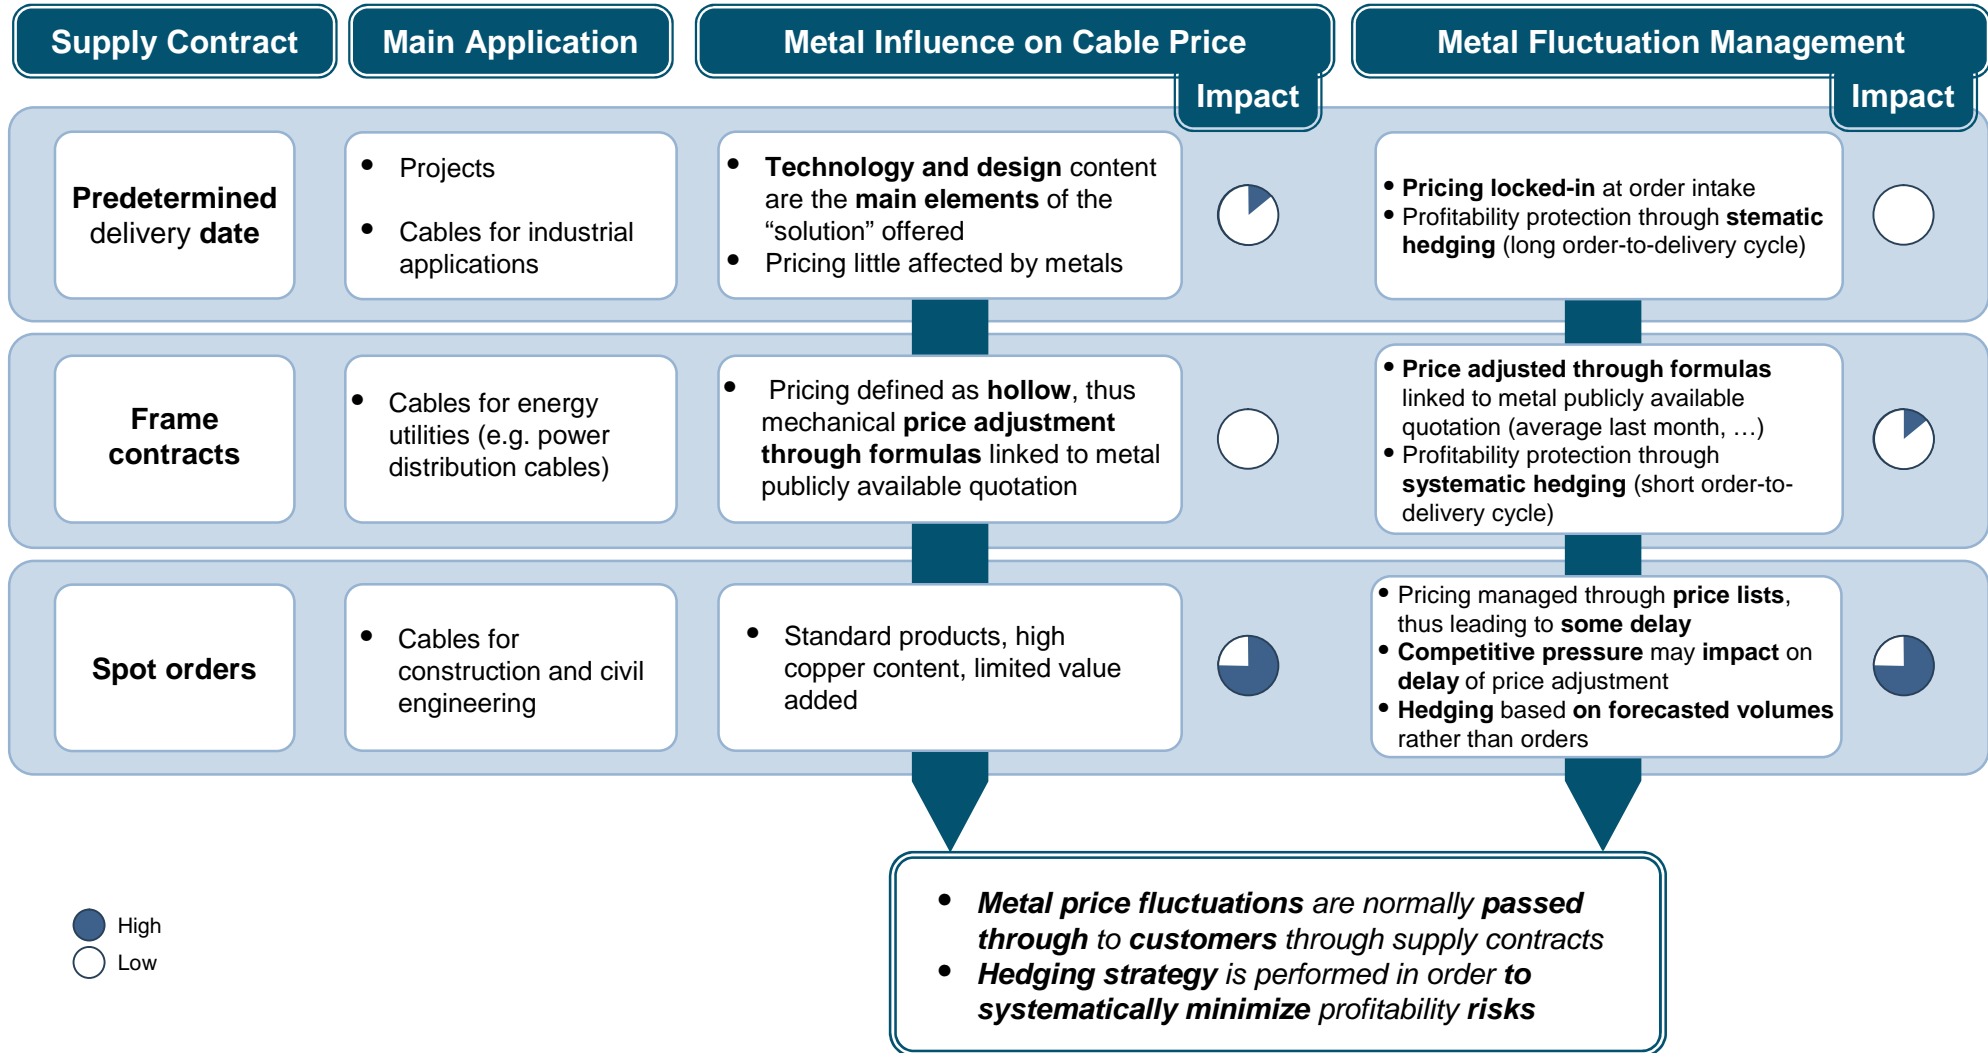 Supply Contract
Main Application
Metal Influence on Cable Price
Impact
Metal Fluctuation Management
Impact
Predetermined
delivery date
• Projects
• Cables for industrial
applications
• Technology and design content
are the main elements of the
“solution” offered
• Pricing little affected by metals
• Pricing locked-in at order intake
• Profitability protection through stematic
hedging (long order-to-delivery cycle)
Frame
contracts
• Cables for energy
utilities (e.g. power
distribution cables)
• Pricing defined as hollow, thus
mechanical price adjustment
through formulas linked to metal
publicly available quotation
• Price adjusted through formulas
linked to metal publicly available
quotation (average last month, …)
• Profitability protection through
systematic hedging (short order-to-
delivery cycle)
Spot orders
• Cables for
construction and civil
engineering
• Standard products, high
copper content, limited value
added
• Pricing managed through price lists,
thus leading to some delay
• Competitive pressure may impact on
delay of price adjustment
• Hedging based on forecasted volumes
rather than orders
High
Low
• Metal price fluctuations are normally passed
through to customers through supply contracts
• Hedging strategy is performed in order to
systematically minimize profitability risks